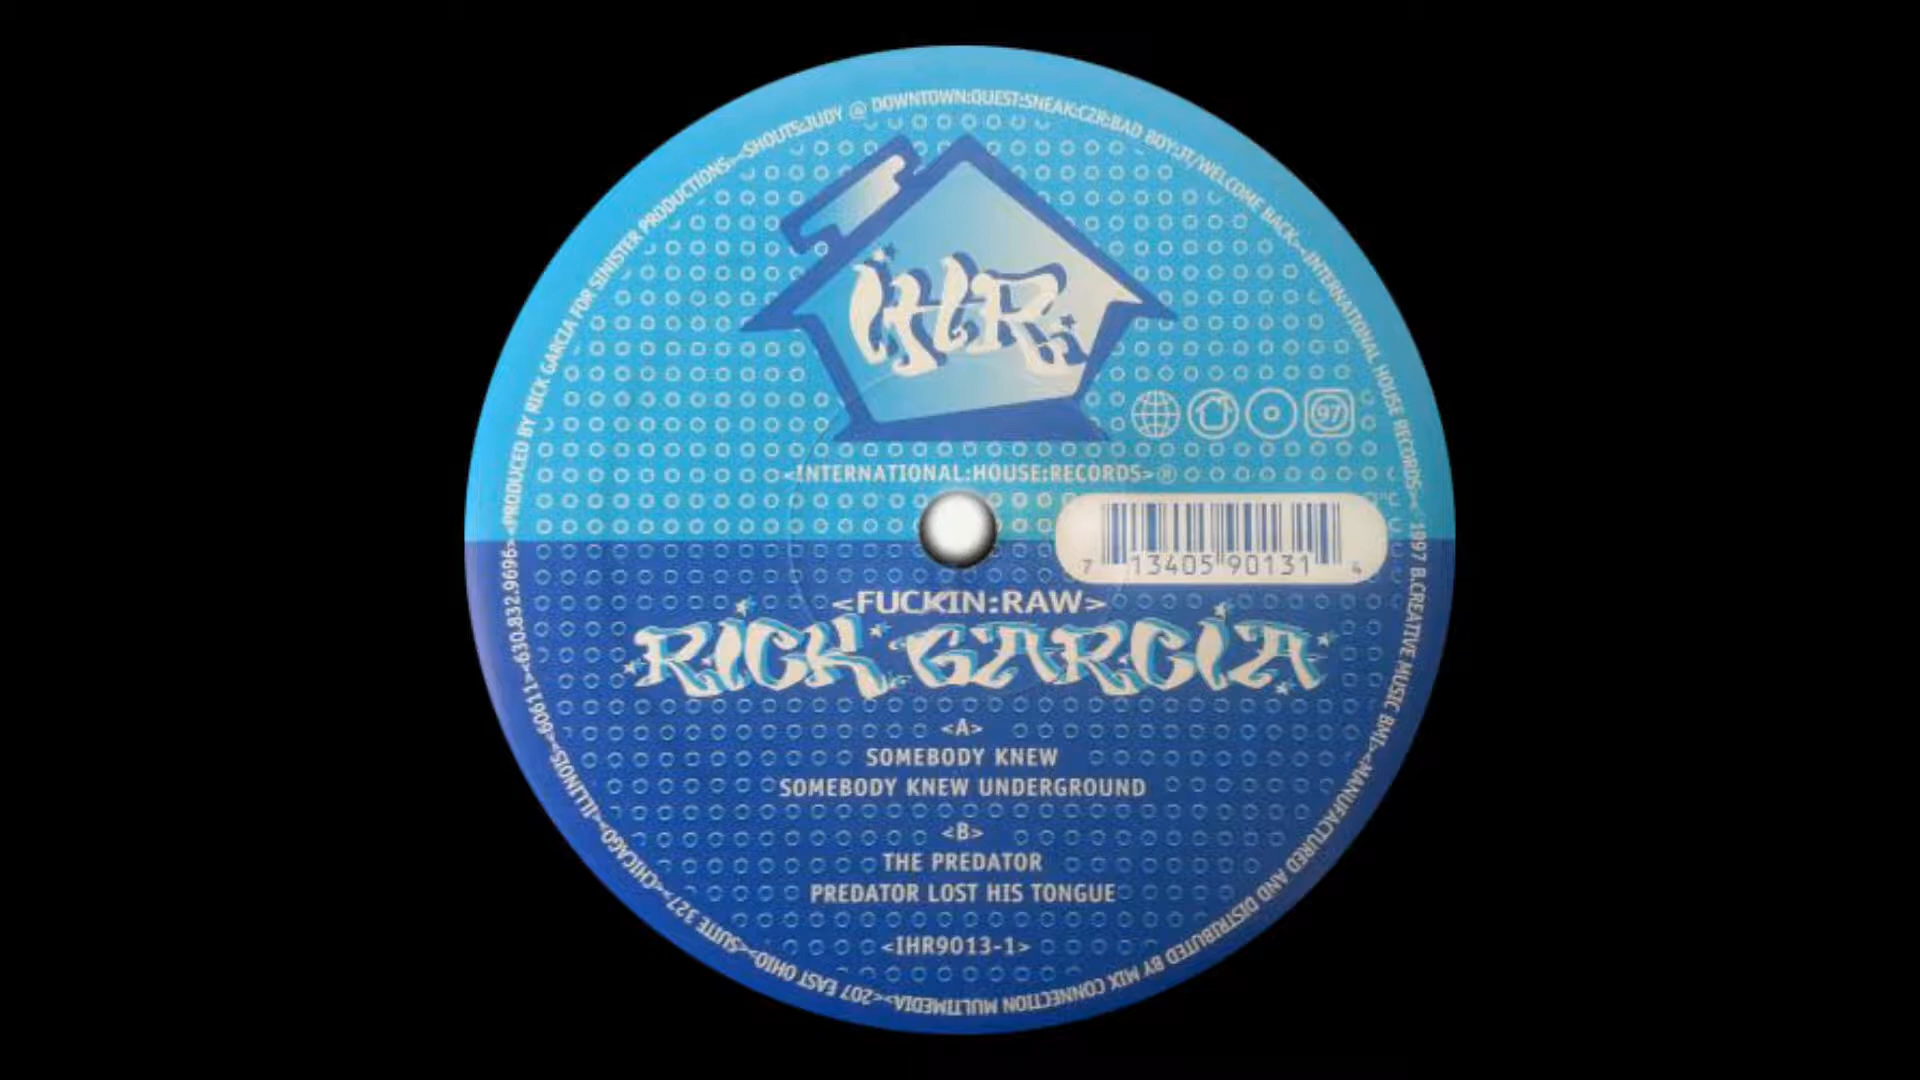 <PRODUCED BY RICK GARCIA FOR SINISTER PRODUCTIONS><SHOUTS:JUDY @ DOWNTOWN:QUEST:SNEAK:CZR:BAD BOY:JT/WELCOME BACK><INTERNATIONAL HOUSE RECORDS>< 1997 B.CREATIVE MUSIC BMI><MANUFACTURED AND DISTRIBUTED BY MIX CONNECTION MULTIMEDIA><207 EAST OHIO><SUITE 327><CHICAGO><ILLINOIS><60611><630.832.9696>
IHR
97
<INTERNATIONAL:HOUSE:RECORDS>®
7 13405 90131 4
<FUCKIN:RAW>
RICK GARCIA
<A>
SOMEBODY KNEW
SOMEBODY KNEW UNDERGROUND
<B>
THE PREDATOR
PREDATOR LOST HIS TONGUE
<IHR9013-1>